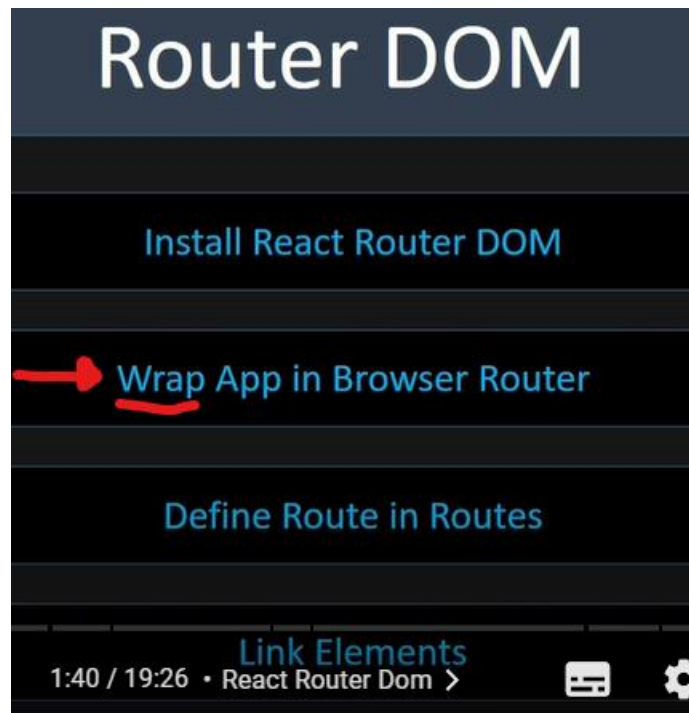 Router DOM
Install React Router DOM
Wrap App in Browser Router
Define Route in Routes
Link Elements
1:40 / 19:26 • React Router Dom >